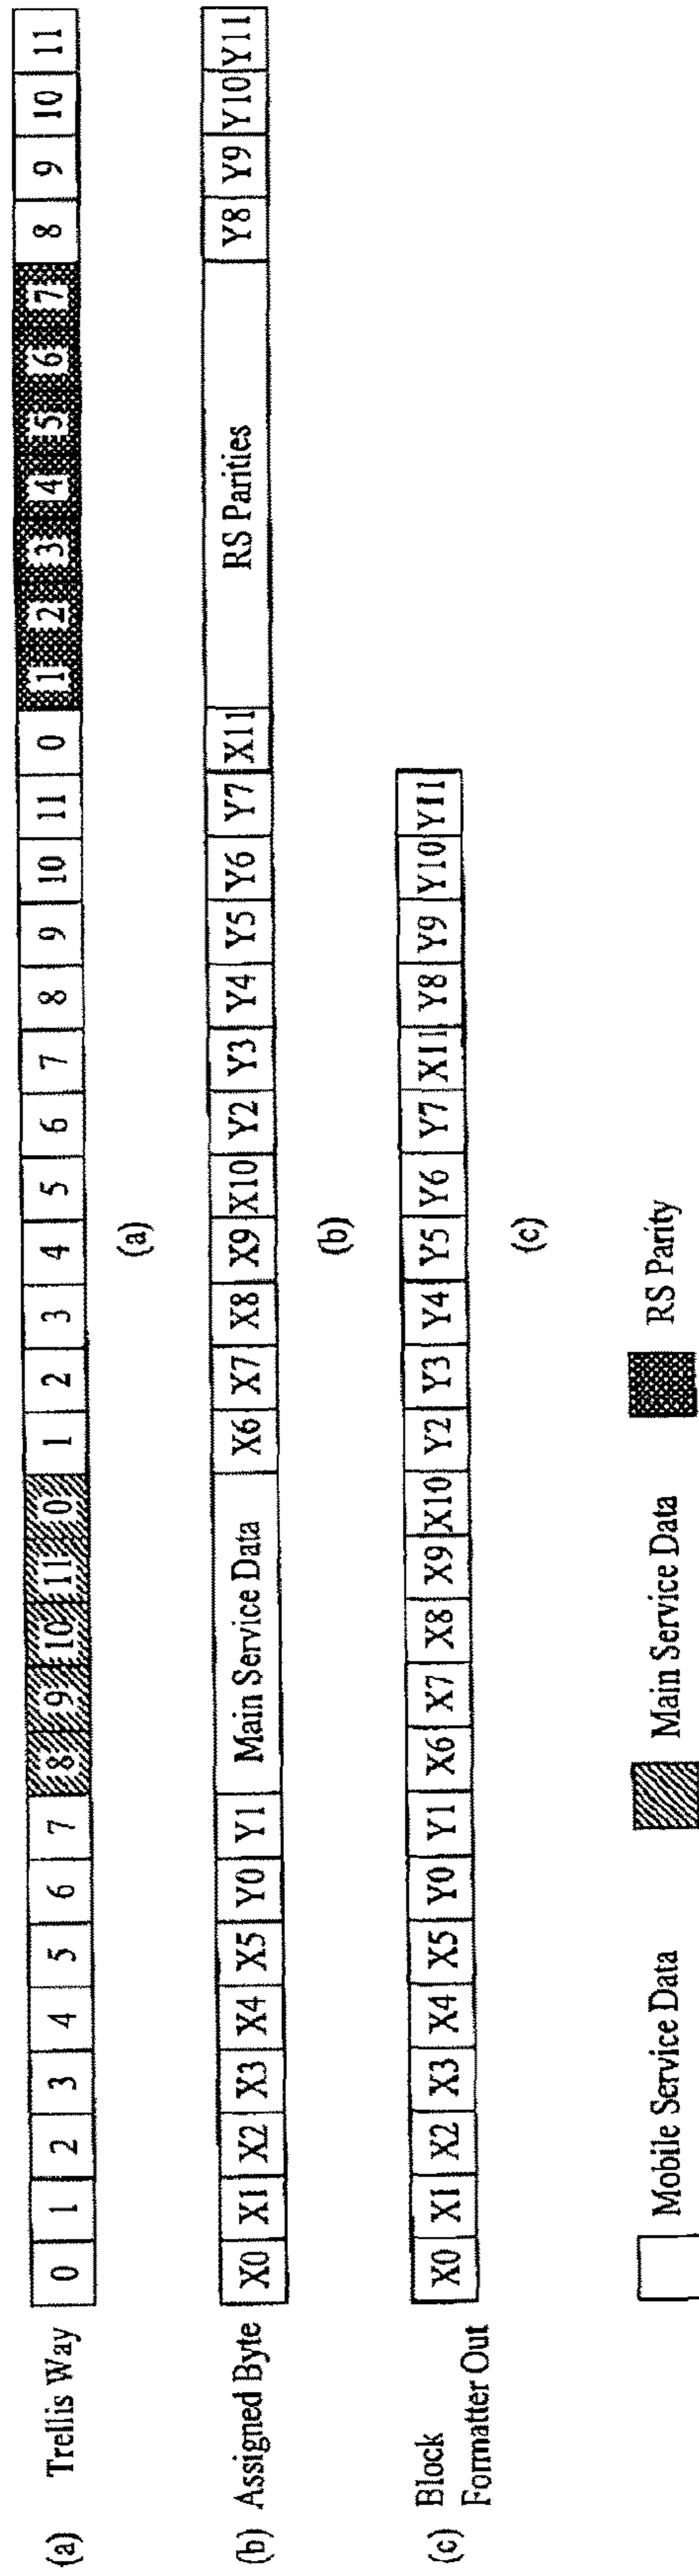 (a) Trellis Way 0 1 2 3 4 5 6 7 8 9 10 11 0 1 2 3 4 5 6 7 8 9 10 11 0 1 2 3 4 5 6 7 8 9 10 11
(a)
(b) Assigned Byte X0 X1 X2 X3 X4 X5 Y0 Y1 Main Service Data X6 X7 X8 X9 X10 Y2 Y3 Y4 Y5 Y6 Y7 X11 RS Parities Y8 Y9 Y10 Y11
(b)
(c) Block X0 X1 X2 X3 X4 X5 Y0 Y1 X6 X7 X8 X9 X10 Y2 Y3 Y4 Y5 Y6 Y7 X11 Y8 Y9 Y10 Y11
Formatter Out
(c)
Mobile Service Data Main Service Data RS Parity